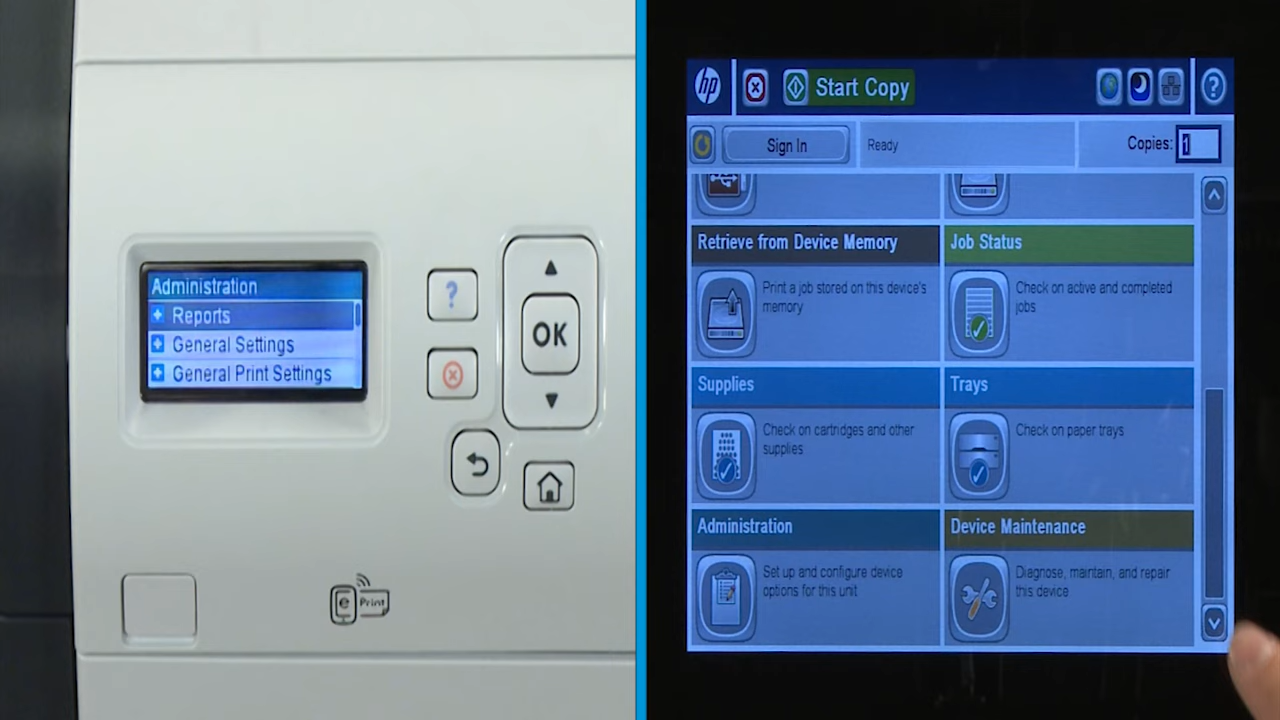 Administration
Reports
General Settings
General Print Settings
?
OK
e Print
hp
Start Copy
?
Sign In
Ready
Copies: 1
Retrieve from Device Memory
Print a job stored on this device's
memory
Job Status
Check on active and completed
jobs
Supplies
Check on cartridges and other
supplies
Trays
Check on paper trays
Administration
Set up and configure device
options for this unit
Device Maintenance
Diagnose, maintain, and repair
this device